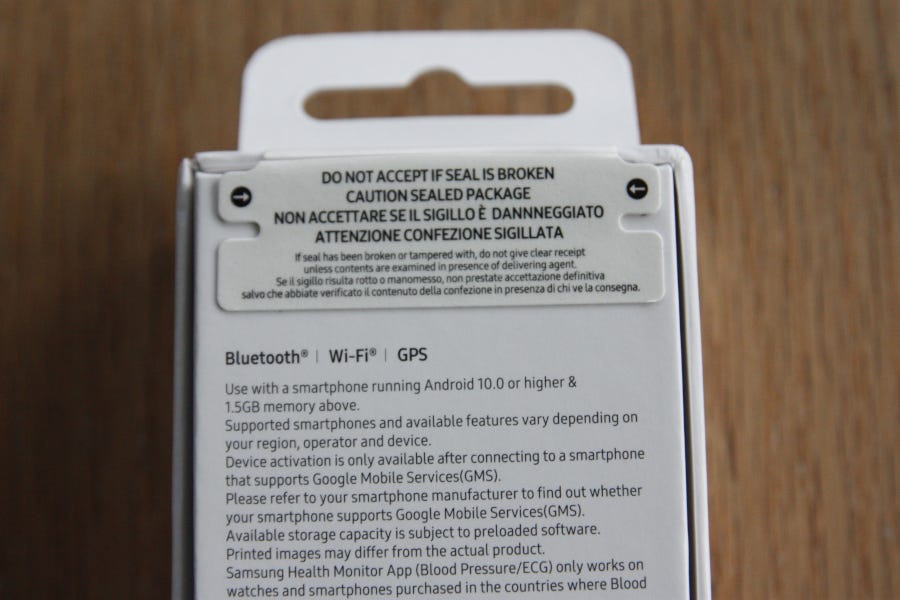 DO NOT ACCEPT IF SEAL IS BROKEN
CAUTION SEALED PACKAGE
NON ACCETTARE SE IL SIGILLO È DANNNEGGIATO
ATTENZIONE CONFEZIONE SIGILLATA
If seal has been broken or tampered with, do not give clear receipt
unless contents are examined in presence of delivering agent.
Se il sigillo risulta rotto o manomesso, non prestate accettazione definitiva
salvo che abbiate verificato il contenuto della confezione in presenza di chi ve la consegna.
Bluetooth® | Wi-Fi® | GPS
Use with a smartphone running Android 10.0 or higher &
1.5GB memory above.
Supported smartphones and available features vary depending on
your region, operator and device.
Device activation is only available after connecting to a smartphone
that supports Google Mobile Services(GMS).
Please refer to your smartphone manufacturer to find out whether
your smartphone supports Google Mobile Services(GMS).
Available storage capacity is subject to preloaded software.
Printed images may differ from the actual product.
Samsung Health Monitor App (Blood Pressure/ECG) only works on
watches and smartphones purchased in the countries where Blood